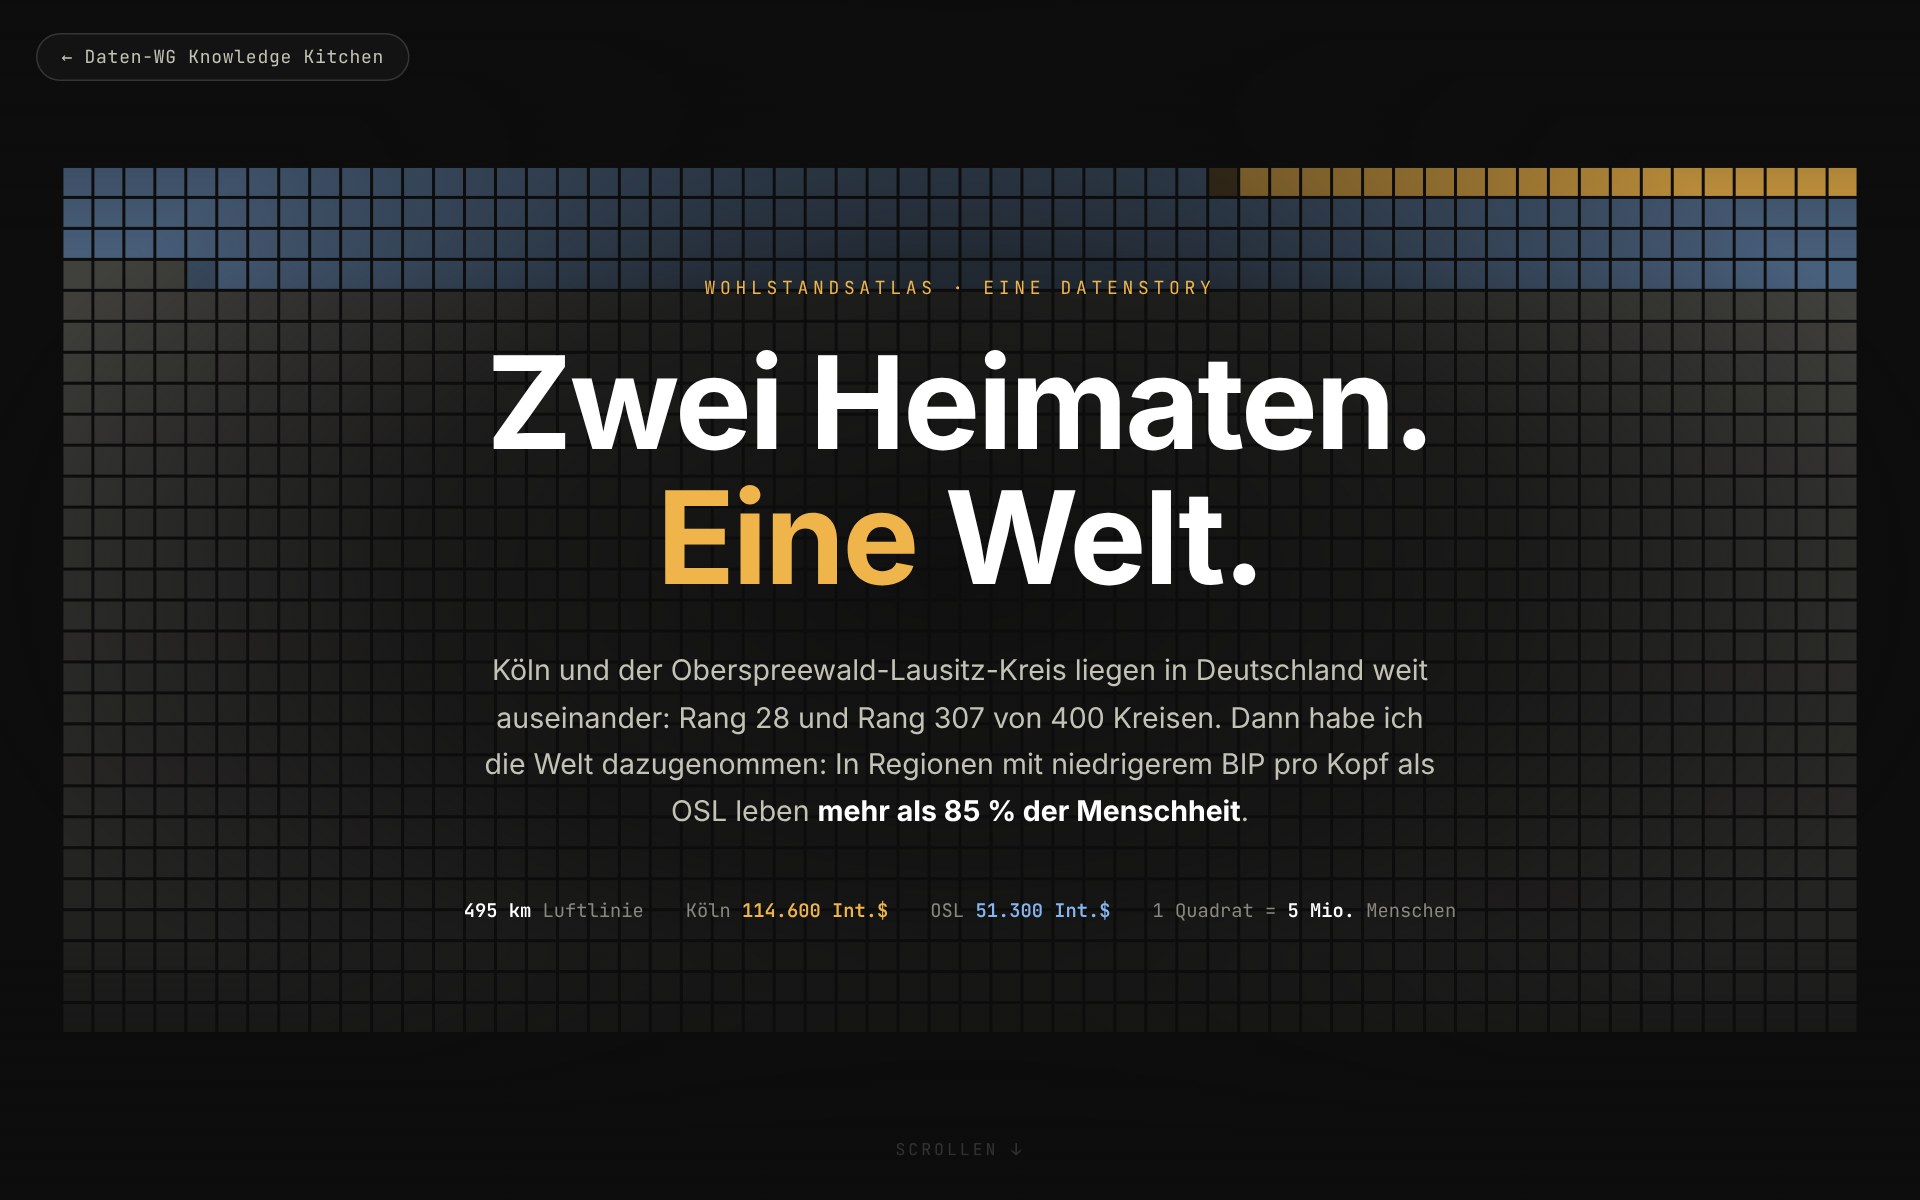 ← Daten-WG Knowledge Kitchen
WOHLSTANDSATLAS · EINE DATENSTORY
Zwei Heimaten.
Eine Welt.
Köln und der Oberspreewald-Lausitz-Kreis liegen in Deutschland weit
auseinander: Rang 28 und Rang 307 von 400 Kreisen. Dann habe ich
die Welt dazugenommen: In Regionen mit niedrigerem BIP pro Kopf als
OSL leben mehr als 85 % der Menschheit.
495 km Luftlinie Köln 114.600 Int.$ OSL 51.300 Int.$ 1 Quadrat = 5 Mio. Menschen
SCROLLEN ↓